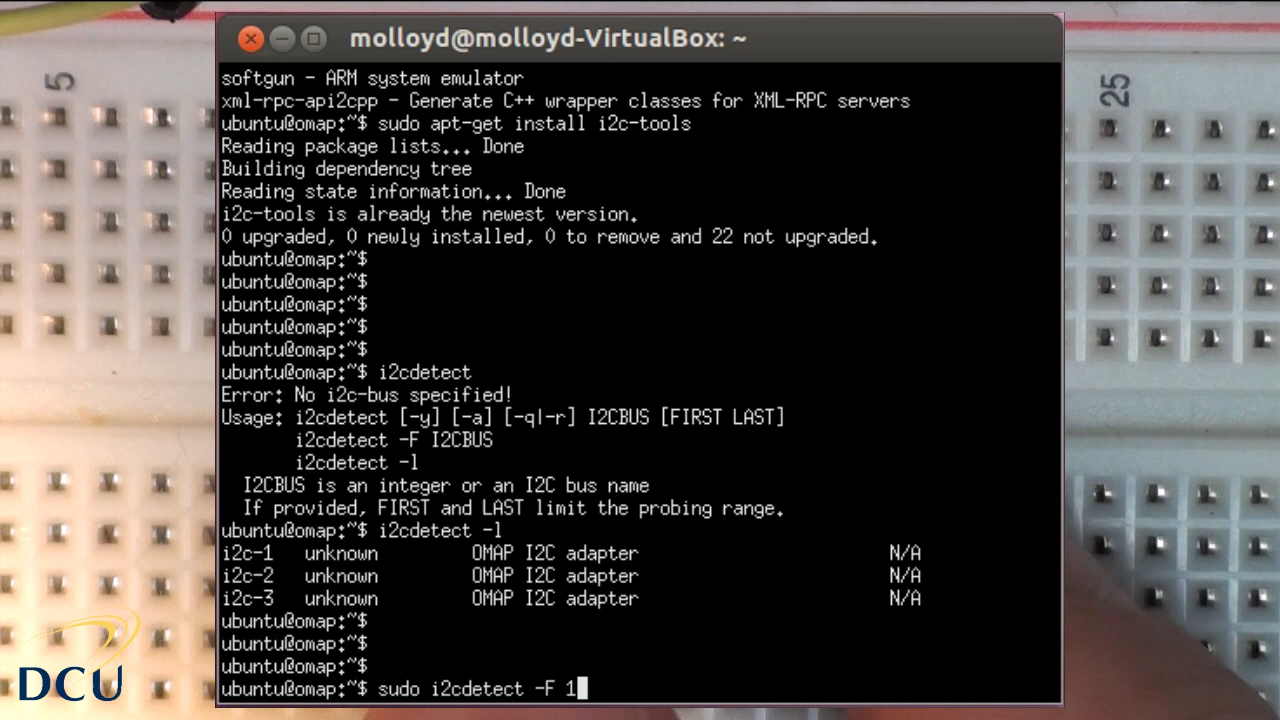 molloyd@molloyd-VirtualBox: ~
softgun - ARM system emulator
xml-rpc-api2cpp - Generate C++ wrapper classes for XML-RPC servers
ubuntu@omap:~$ sudo apt-get install i2c-tools
Reading package lists... Done
Building dependency tree
Reading state information... Done
i2c-tools is already the newest version.
0 upgraded, 0 newly installed, 0 to remove and 22 not upgraded.
ubuntu@omap:~$
ubuntu@omap:~$
ubuntu@omap:~$
ubuntu@omap:~$
ubuntu@omap:~$
ubuntu@omap:~$ i2cdetect
Error: No i2c-bus specified!
Usage: i2cdetect [-y] [-a] [-q|-r] I2CBUS [FIRST LAST]
i2cdetect -F I2CBUS
i2cdetect -l
I2CBUS is an integer or an I2C bus name
If provided, FIRST and LAST limit the probing range.
ubuntu@omap:~$ i2cdetect -l
i2c-1 unknown OMAP I2C adapter N/A
i2c-2 unknown OMAP I2C adapter N/A
i2c-3 unknown OMAP I2C adapter N/A
ubuntu@omap:~$
ubuntu@omap:~$
ubuntu@omap:~$
ubuntu@omap:~$ sudo i2cdetect -F 1
5
25
DCU